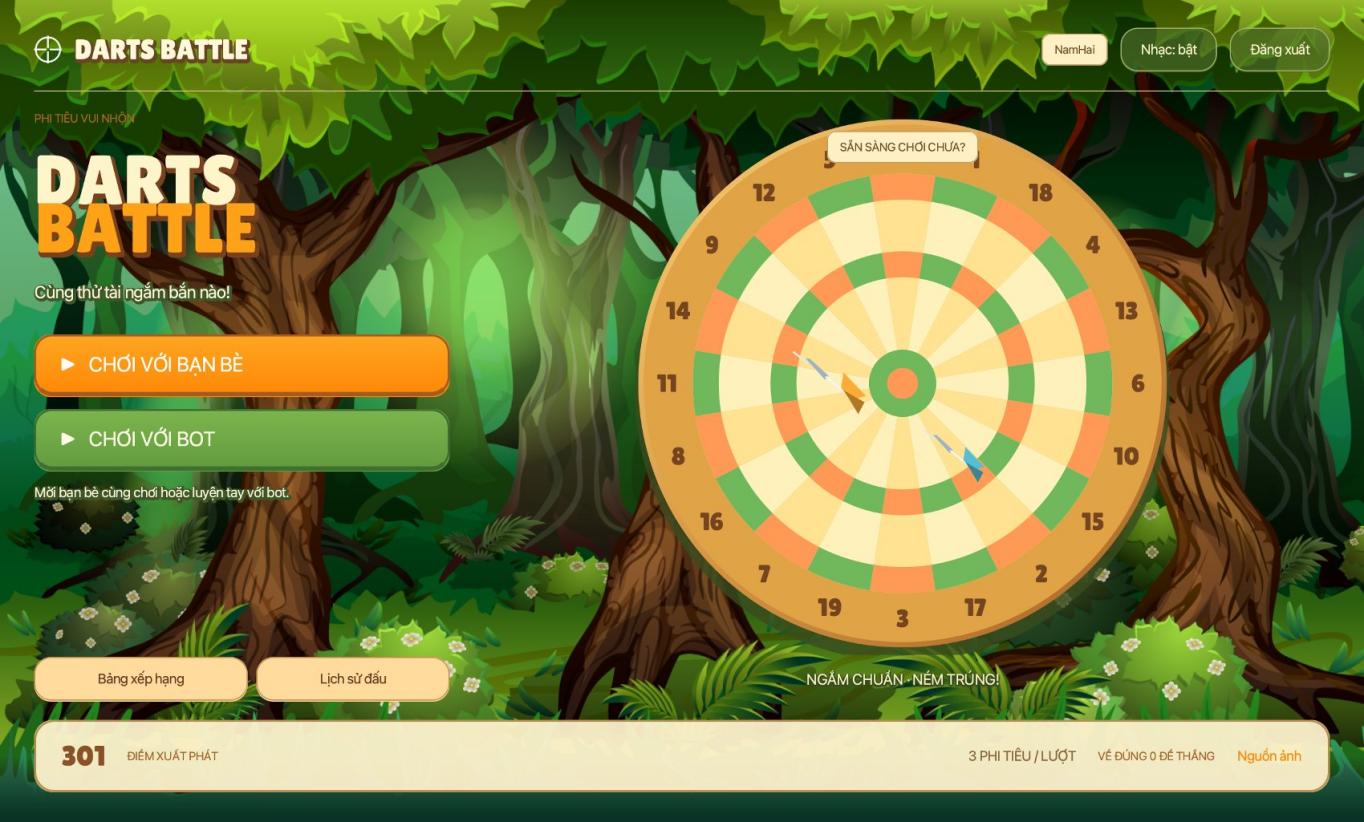 DARTS BATTLE
NamHai
Nhạc: bật
Đăng xuất
PHI TIÊU VUI NHỘN
DARTS
BATTLE
Cùng thử tài ngắm bắn nào!
CHƠI VỚI BẠN BÈ
CHƠI VỚI BOT
Mời bạn bè cùng chơi hoặc luyện tay với bot.
Bảng xếp hạng
Lịch sử đấu
SẴN SÀNG CHƠI CHƯA?
18
4
13
6
10
15
2
17
3
19
7
16
8
11
14
9
12
NGẮM CHUẨN · NÉM TRÚNG!
301
ĐIỂM XUẤT PHÁT
3 PHI TIÊU / LƯỢT
VỀ ĐÚNG 0 ĐỂ THẮNG
Nguồn ảnh